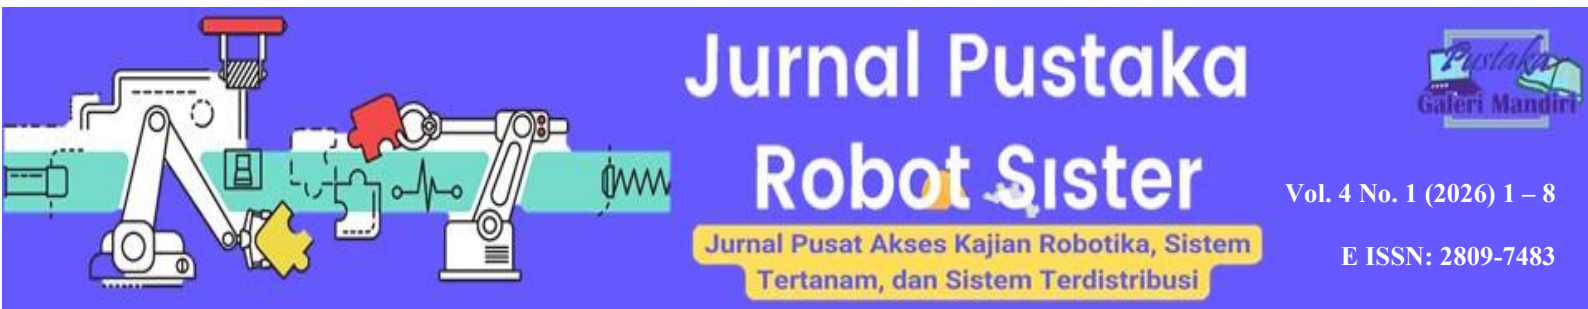 Jurnal Pustaka
Robot Sister
Jurnal Pusat Akses Kajian Robotika, Sistem
Tertanam, dan Sistem Terdistribusi
Pustaka
Galeri Mandiri
Vol. 4 No. 1 (2026) 1 – 8
E ISSN: 2809-7483